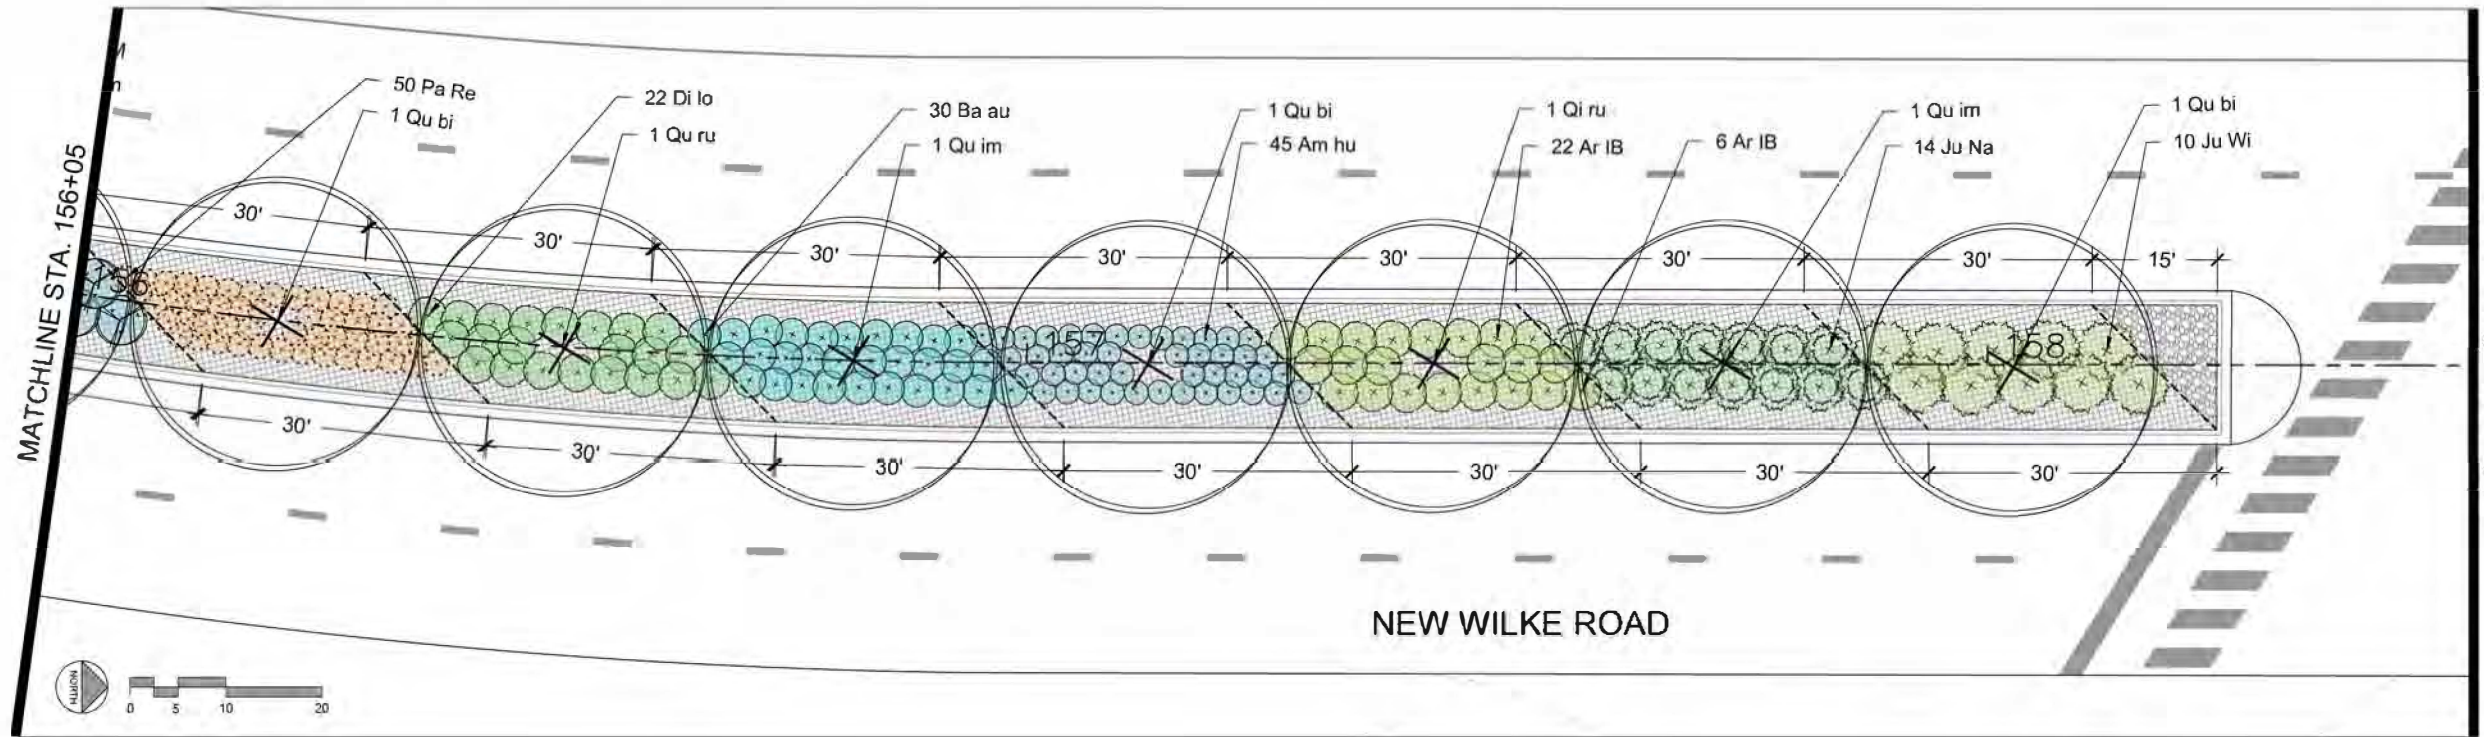 50 Pa Re
1 Qu bi
22 Di lo
1 Qu ru
30 Ba au
1 Qu im
1 Qu bi
45 Am hu
1 Qi ru
22 Ar IB
6 Ar IB
1 Qu im
14 Ju Na
1 Qu bi
10 Ju Wi
MATCHLINE STA. 156+05
30'
30'
30'
30'
30'
30'
30'
15'
156
157
158
30'
30'
30'
30'
30'
30'
30'
NEW WILKE ROAD
NORTH
0 5 10 20